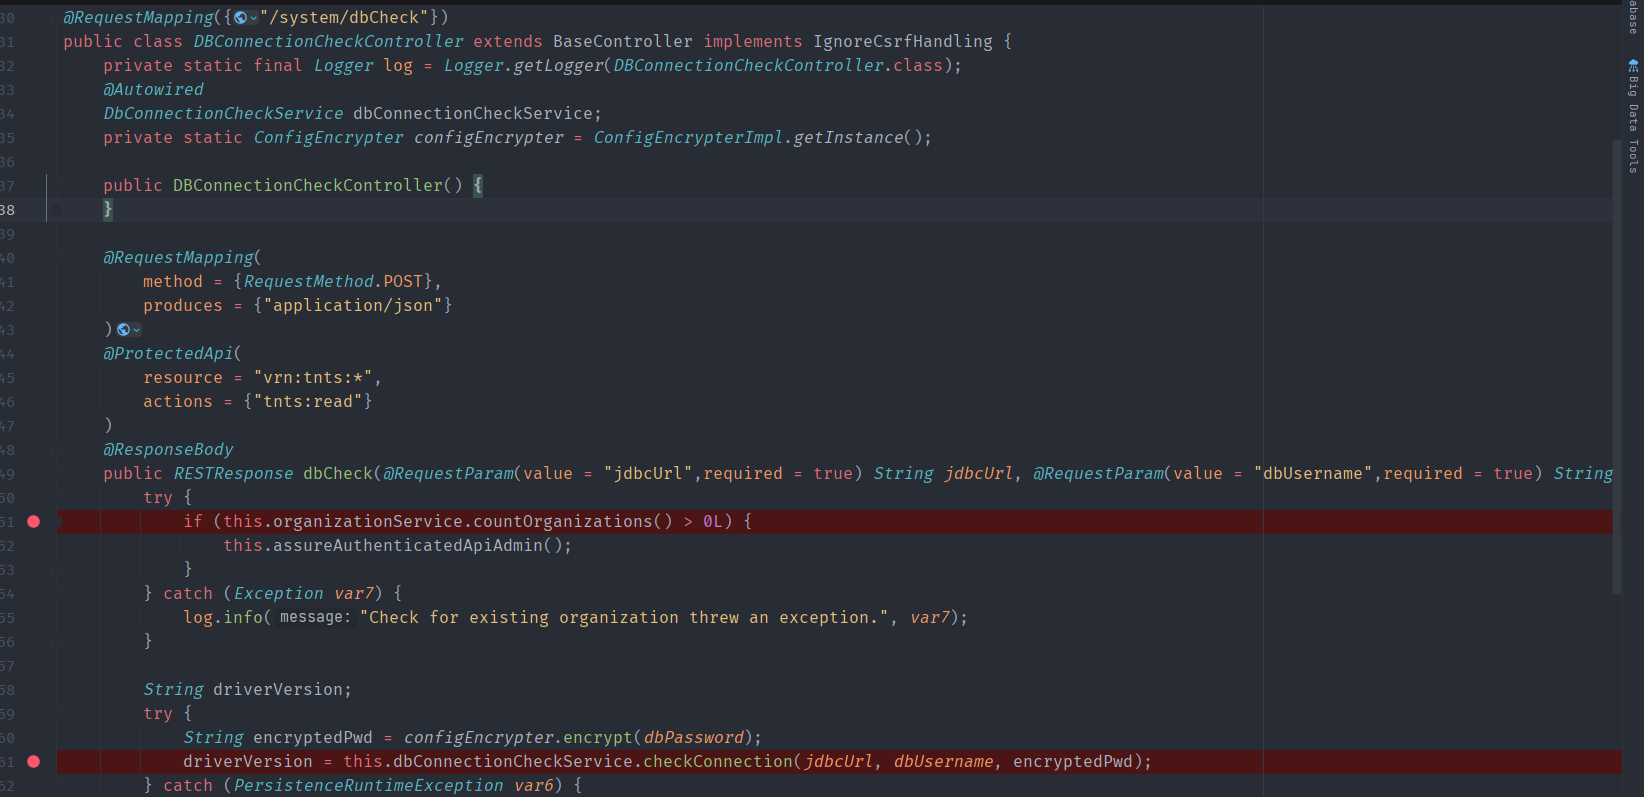 30 @RequestMapping({"/system/dbCheck"})
31 public class DBConnectionCheckController extends BaseController implements IgnoreCsrfHandling {
32 private static final Logger log = Logger.getLogger(DBConnectionCheckController.class);
33 @Autowired
34 DbConnectionCheckService dbConnectionCheckService;
35 private static ConfigEncrypter configEncrypter = ConfigEncrypterImpl.getInstance();
36
37 public DBConnectionCheckController() {
38 }
39
40 @RequestMapping(
41 method = {RequestMethod.POST},
42 produces = {"application/json"}
43 )
44 @ProtectedApi(
45 resource = "vrn:tnts:*",
46 actions = {"tnts:read"}
47 )
48 @ResponseBody
49 public RESTResponse dbCheck(@RequestParam(value = "jdbcUrl",required = true) String jdbcUrl, @RequestParam(value = "dbUsername",required = true) String
50 try {
51 if (this.organizationService.countOrganizations() > 0L) {
52 this.assureAuthenticatedApiAdmin();
53 }
54 } catch (Exception var7) {
55 log.info( message: "Check for existing organization threw an exception.", var7);
56 }
57
58 String driverVersion;
59 try {
60 String encryptedPwd = configEncrypter.encrypt(dbPassword);
61 driverVersion = this.dbConnectionCheckService.checkConnection(jdbcUrl, dbUsername, encryptedPwd);
62 } catch (PersistenceRuntimeException var6) {
abase
Big Data Tools